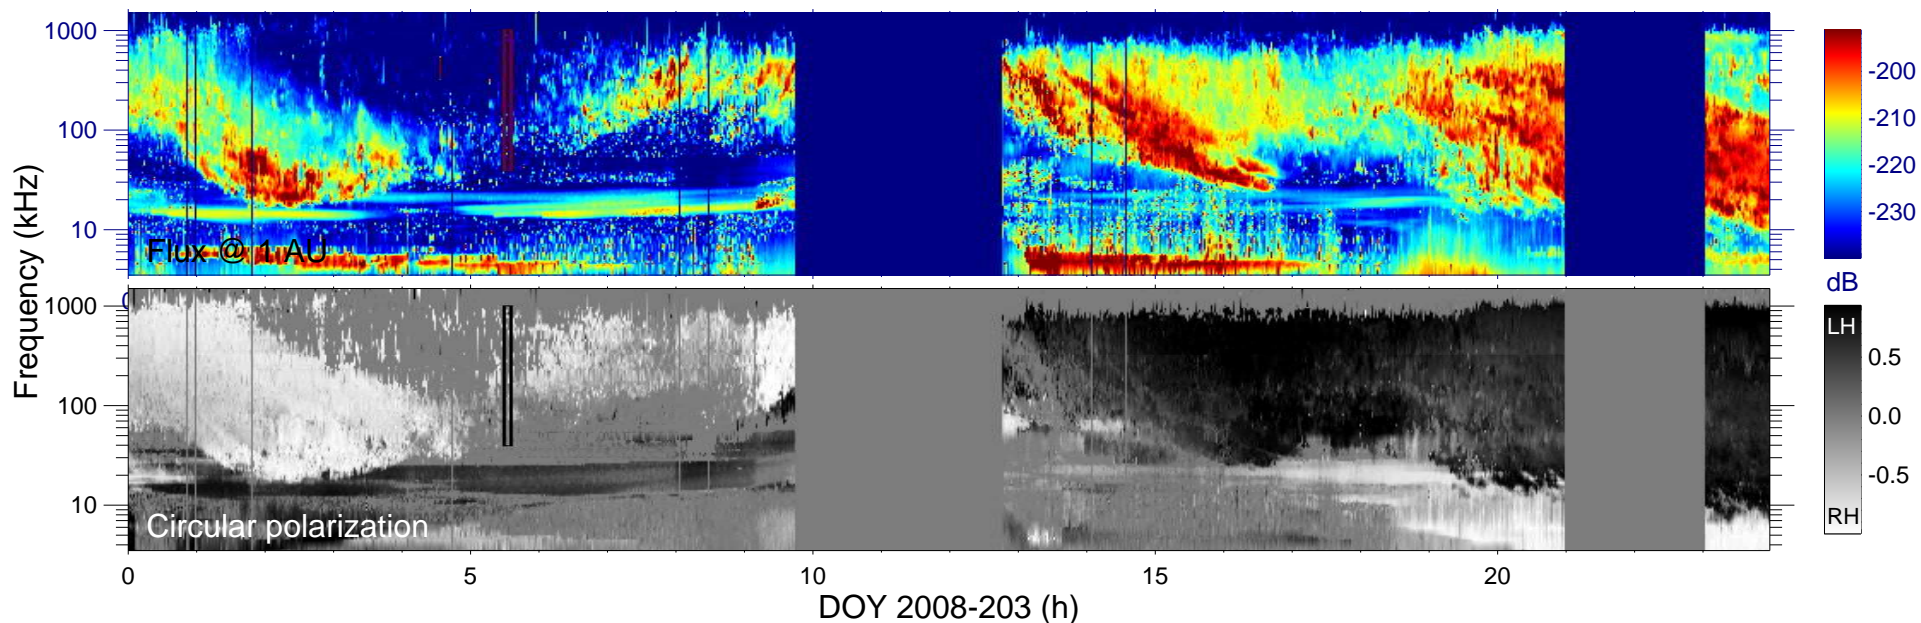 1000
100
10
Flux @ 1 AU
-200
-210
-220
-230
dB
Frequency (kHz)
0
1000
100
10
Circular polarization
LH
0.5
0.0
-0.5
RH
0
5
10
15
20
DOY 2008-203 (h)